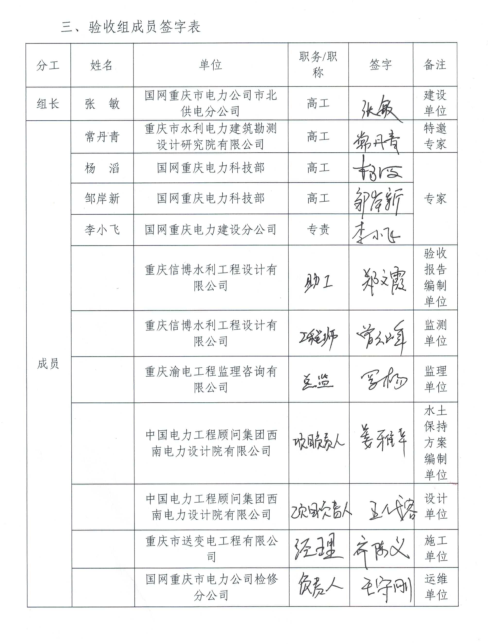 三、验收组成员签字表
分工 姓名 单位 职务/职 称 签字 备注
组长 张 敏 国网重庆市电力公司市北 供电分公司 高工 张敏 建设 单位
成员
常丹青 重庆市水利电力建筑勘测 设计研究院有限公司 高工 常丹青 特邀 专家
杨 滔 国网重庆电力科技部 高工 专家
邹岸新 国网重庆电力科技部 高工 邹岸新
李小飞 国网重庆电力建设分公司 专责 李小飞
重庆信博水利工程设计有 限公司 助工 郑文霞 验收 报告 编制 单位
重庆信博水利工程设计有 限公司 工程师 监测 单位
重庆渝电工程监理咨询有 限公司 总监 监理 单位
中国电力工程顾问集团西 南电力设计院有限公司 项目负责人 水土 保持 方案 编制 单位
中国电力工程顾问集团西 南电力设计院有限公司 项目负责人 设计 单位
重庆市送变电工程有限公 司 经理 施工 单位
国网重庆市电力公司检修 分公司 负责人 王守刚 运维 单位